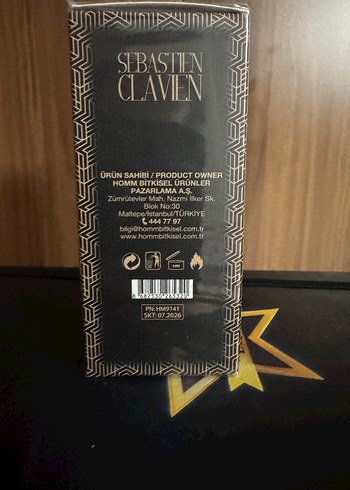 SEBASTIEN
CLAVIEN
ÜRÜN SAHİBİ / PRODUCT OWNER
HOMM BİTKİSEL ÜRÜNLER
PAZARLAMA A.Ş.
Zümrütevler Mah. Nazmi İlker Sk.
Blok No:30
Maltepe/İstanbul/TÜRKİYE
444 77 97
bilgi@hommbitkisel.com.tr
www.hommbitkisel.com.tr
PN:HM9141
SKT: 07.2026